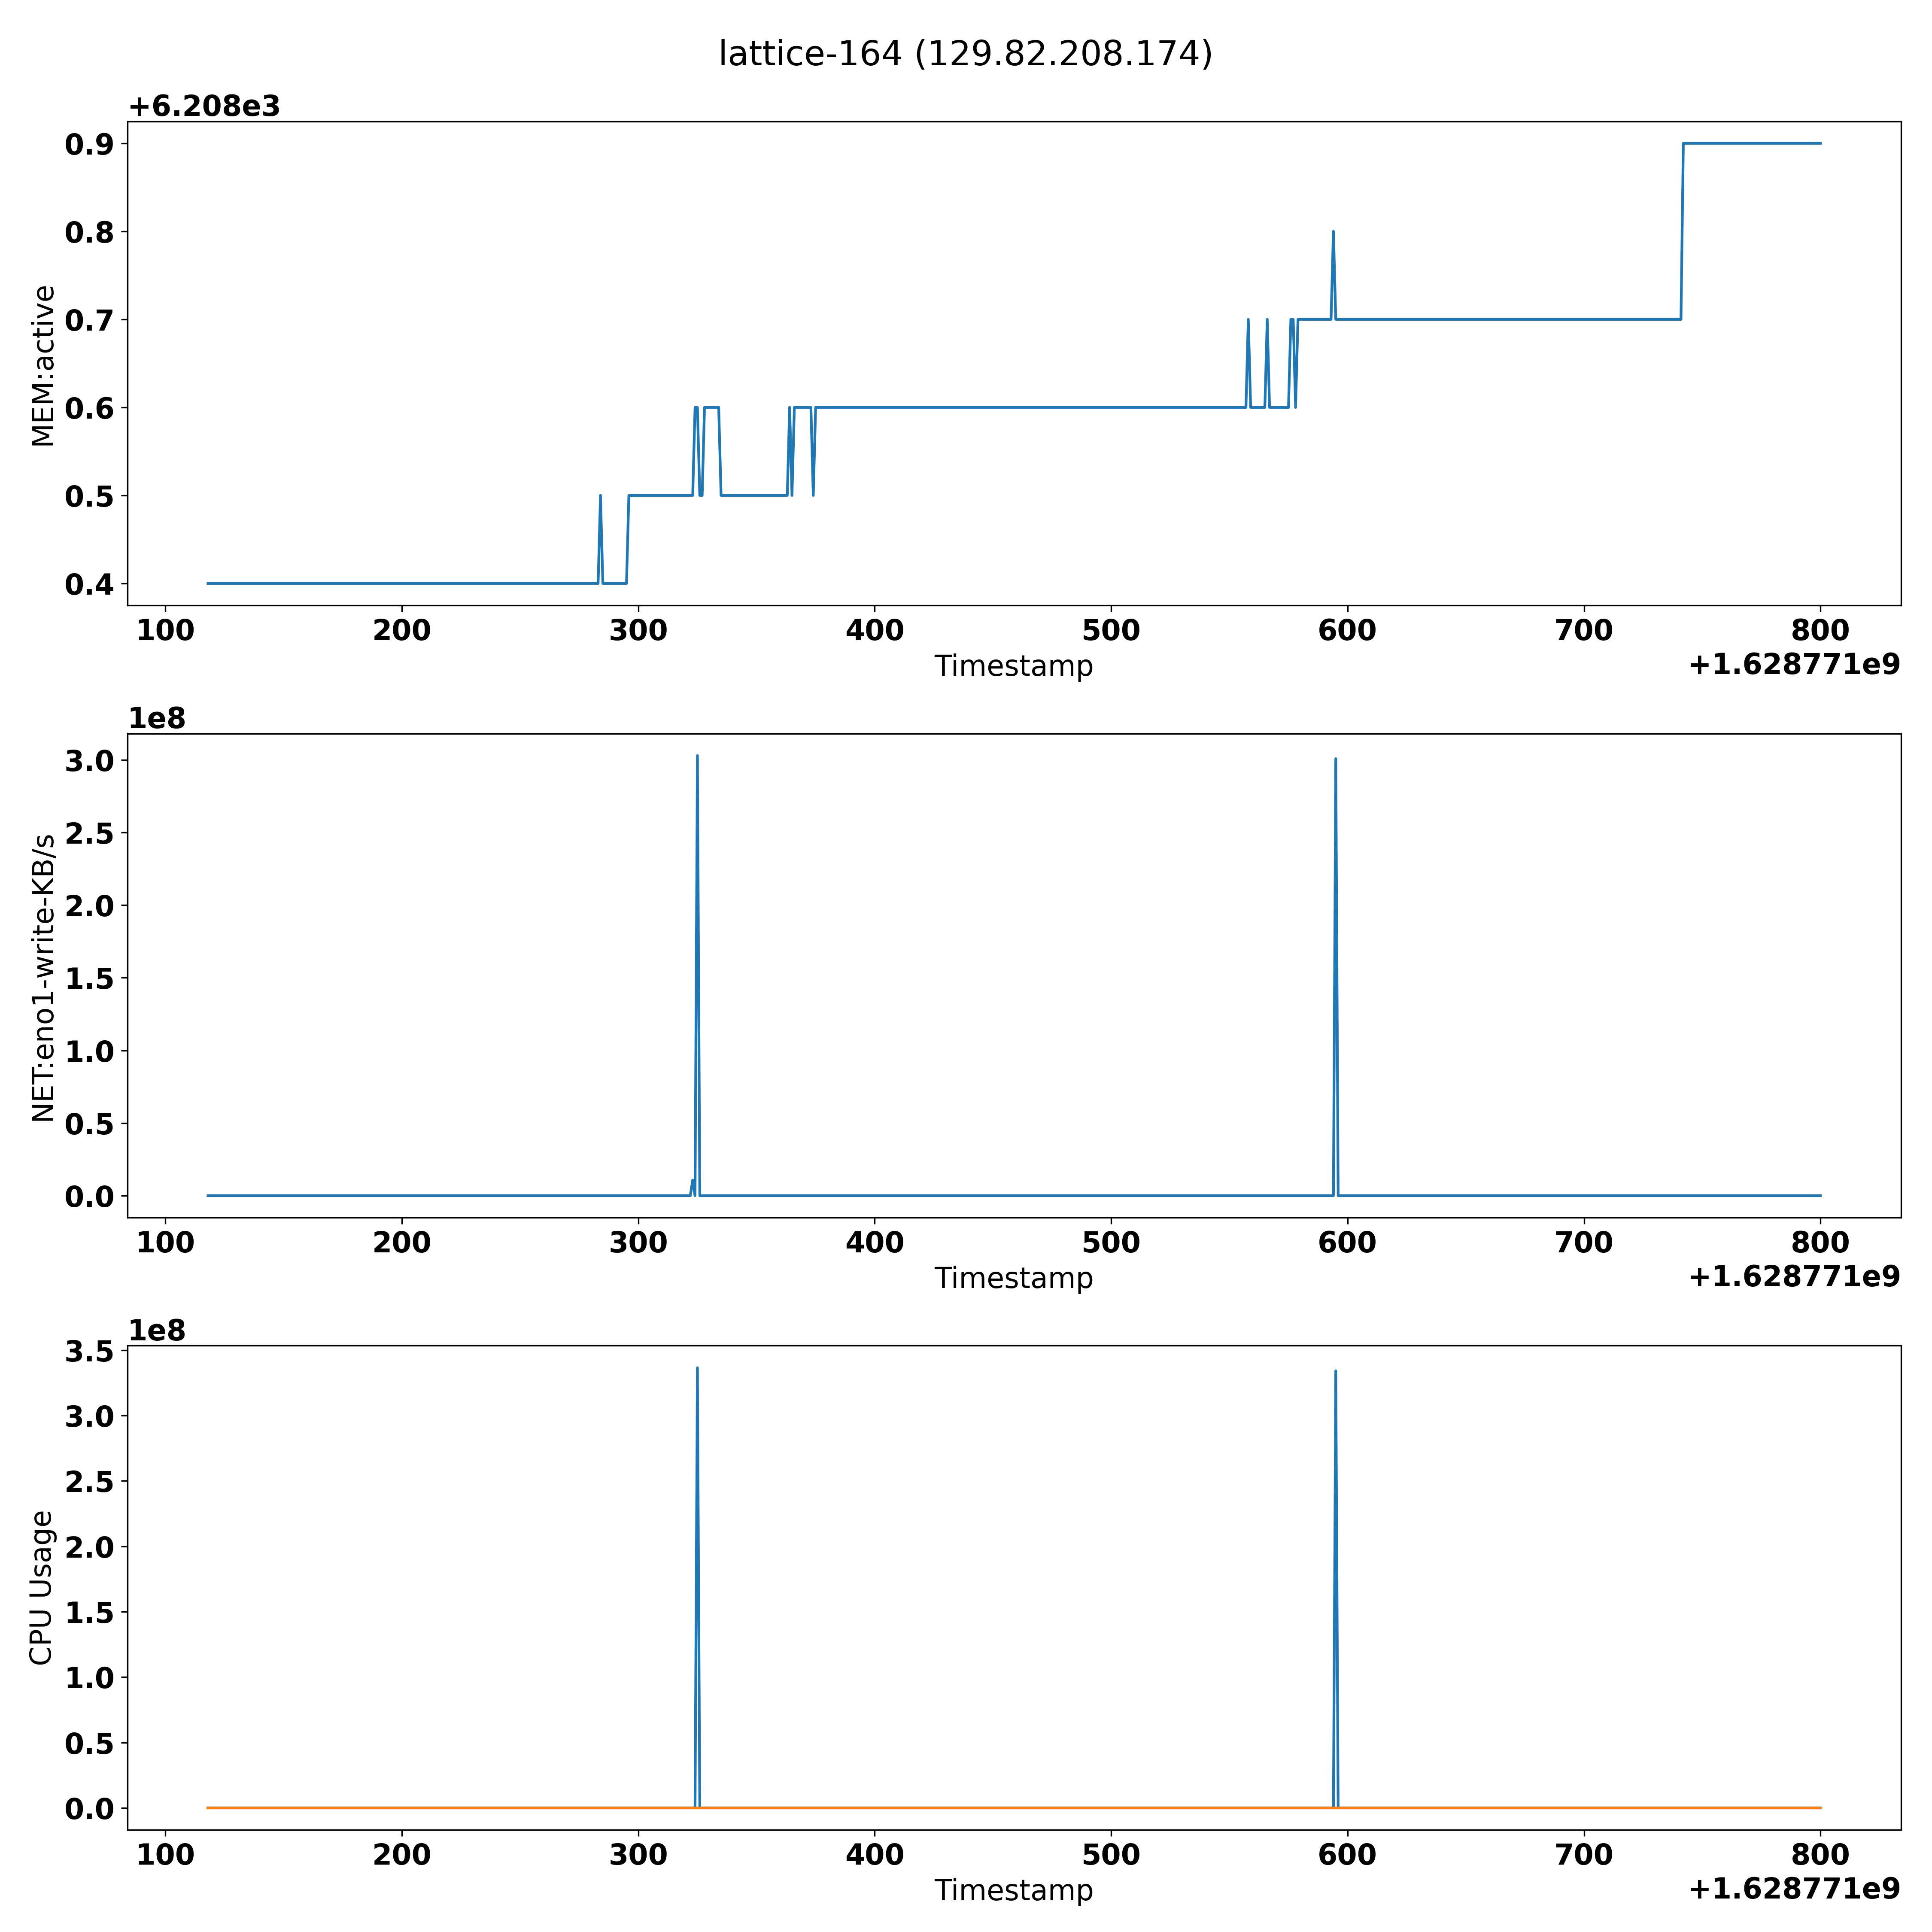 lattice-164 (129.82.208.174)
+6.208e3
0.9
0.8
0.7
0.6
0.5
0.4
MEM:active
100 200 300 400 500 600 700 800
Timestamp
+1.628771e9
1e8
3.0
2.5
2.0
1.5
1.0
0.5
0.0
NET:eno1-write-KB/s
100 200 300 400 500 600 700 800
Timestamp
+1.628771e9
1e8
3.5
3.0
2.5
2.0
1.5
1.0
0.5
0.0
CPU Usage
100 200 300 400 500 600 700 800
Timestamp
+1.628771e9